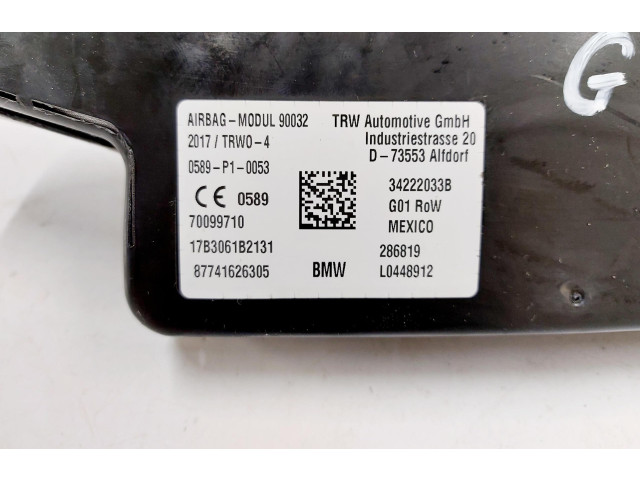 AIRBAG-MODUL 90032 TRW Automotive GmbH
2017 / TRWO-4 Industriestrasse 20
D-73553 Alfdorf
0589-P1-0053
CE 0589 34222033B
G01 RoW
70099710 MEXICO
17B3061B2131 286819
87741626305 BMW L0448912
G